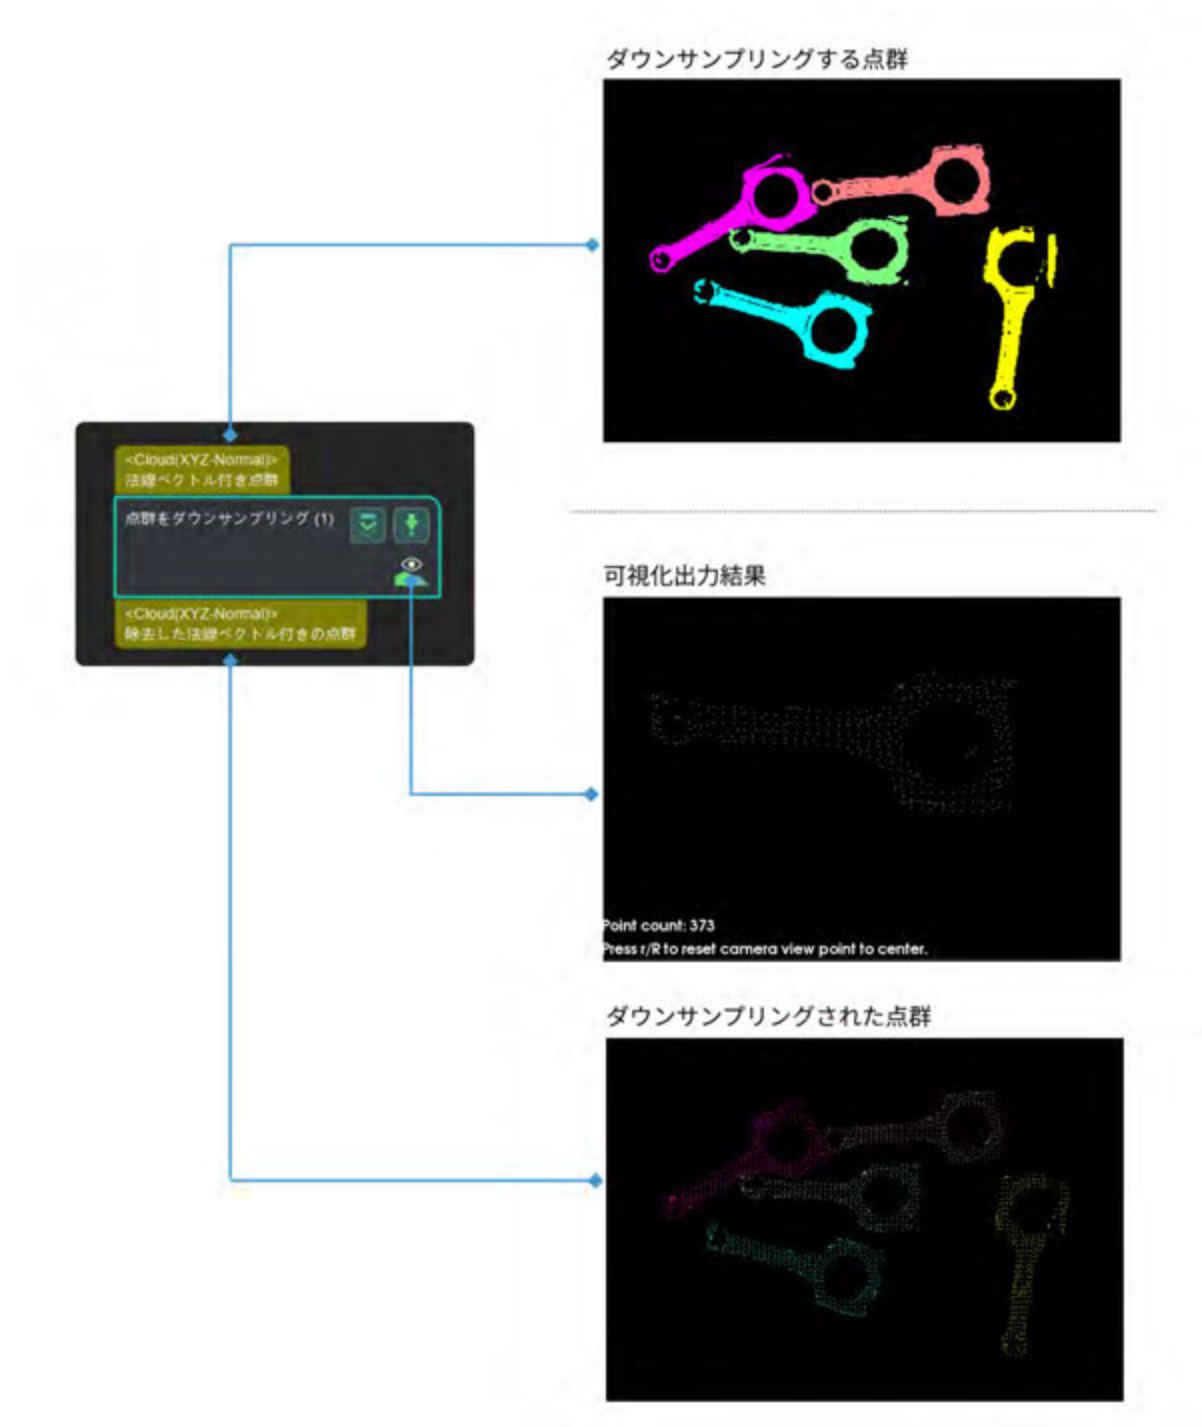 ダウンサンプリングする点群
<Cloud(XYZ-Normal)>
法線ベクトル付き点群
点群をダウンサンプリング (1)
<Cloud(XYZ-Normal)>
除去した法線ベクトル付きの点群
可視化出力結果
Point count: 373
Press r/R to reset camera view point to center.
ダウンサンプリングされた点群